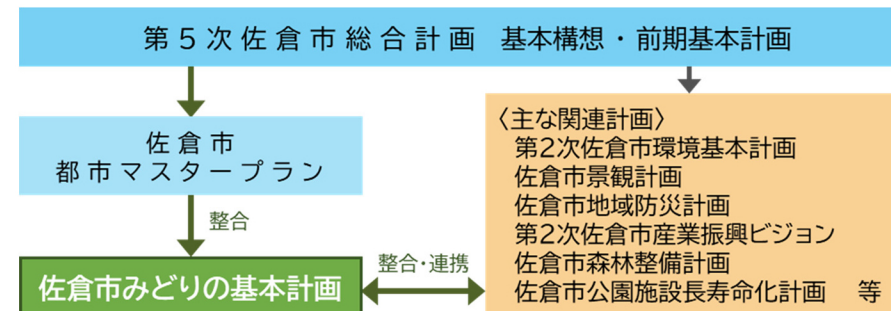 第5次佐倉市総合計画 基本構想・前期基本計画
佐倉市
都市マスタープラン
整合
佐倉市みどりの基本計画
整合・連携
〈主な関連計画〉
第2次佐倉市環境基本計画
佐倉市景観計画
佐倉市地域防災計画
第2次佐倉市産業振興ビジョン
佐倉市森林整備計画
佐倉市公園施設長寿命化計画 等